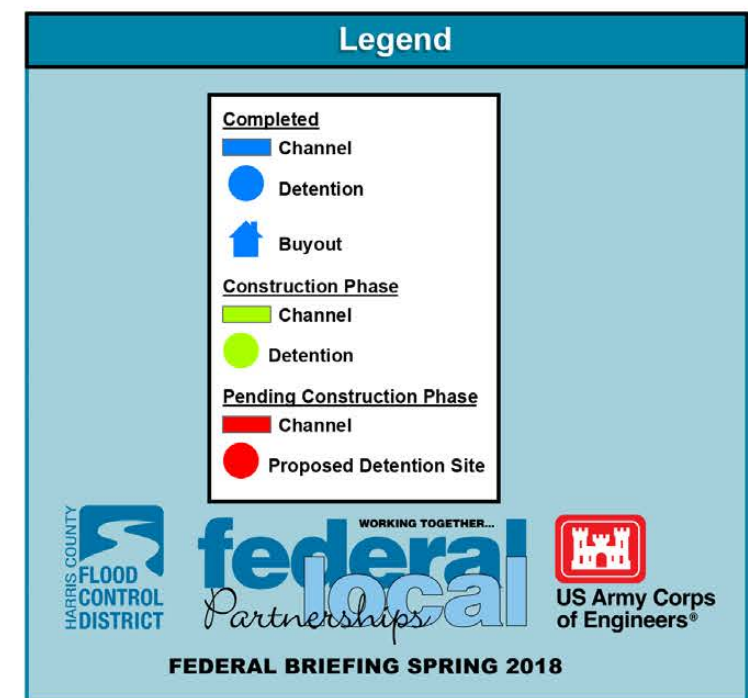 Legend
Completed
Channel
Detention
Buyout
Construction Phase
Channel
Detention
Pending Construction Phase
Channel
Proposed Detention Site
HARRIS COUNTY
FLOOD
CONTROL
DISTRICT
WORKING TOGETHER...
federal
local
Partnerships
US Army Corps
of Engineers®
FEDERAL BRIEFING SPRING 2018